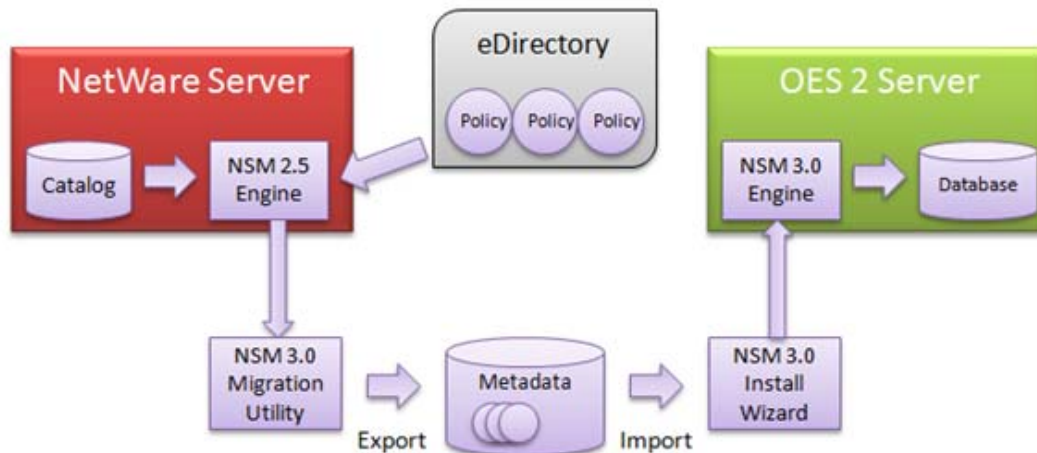 eDirectory
Policy Policy Policy
NetWare Server
Catalog
NSM 2.5
Engine
OES 2 Server
NSM 3.0
Engine
Database
NSM 3.0
Migration
Utility
Export
Metadata
Import
NSM 3.0
Install
Wizard